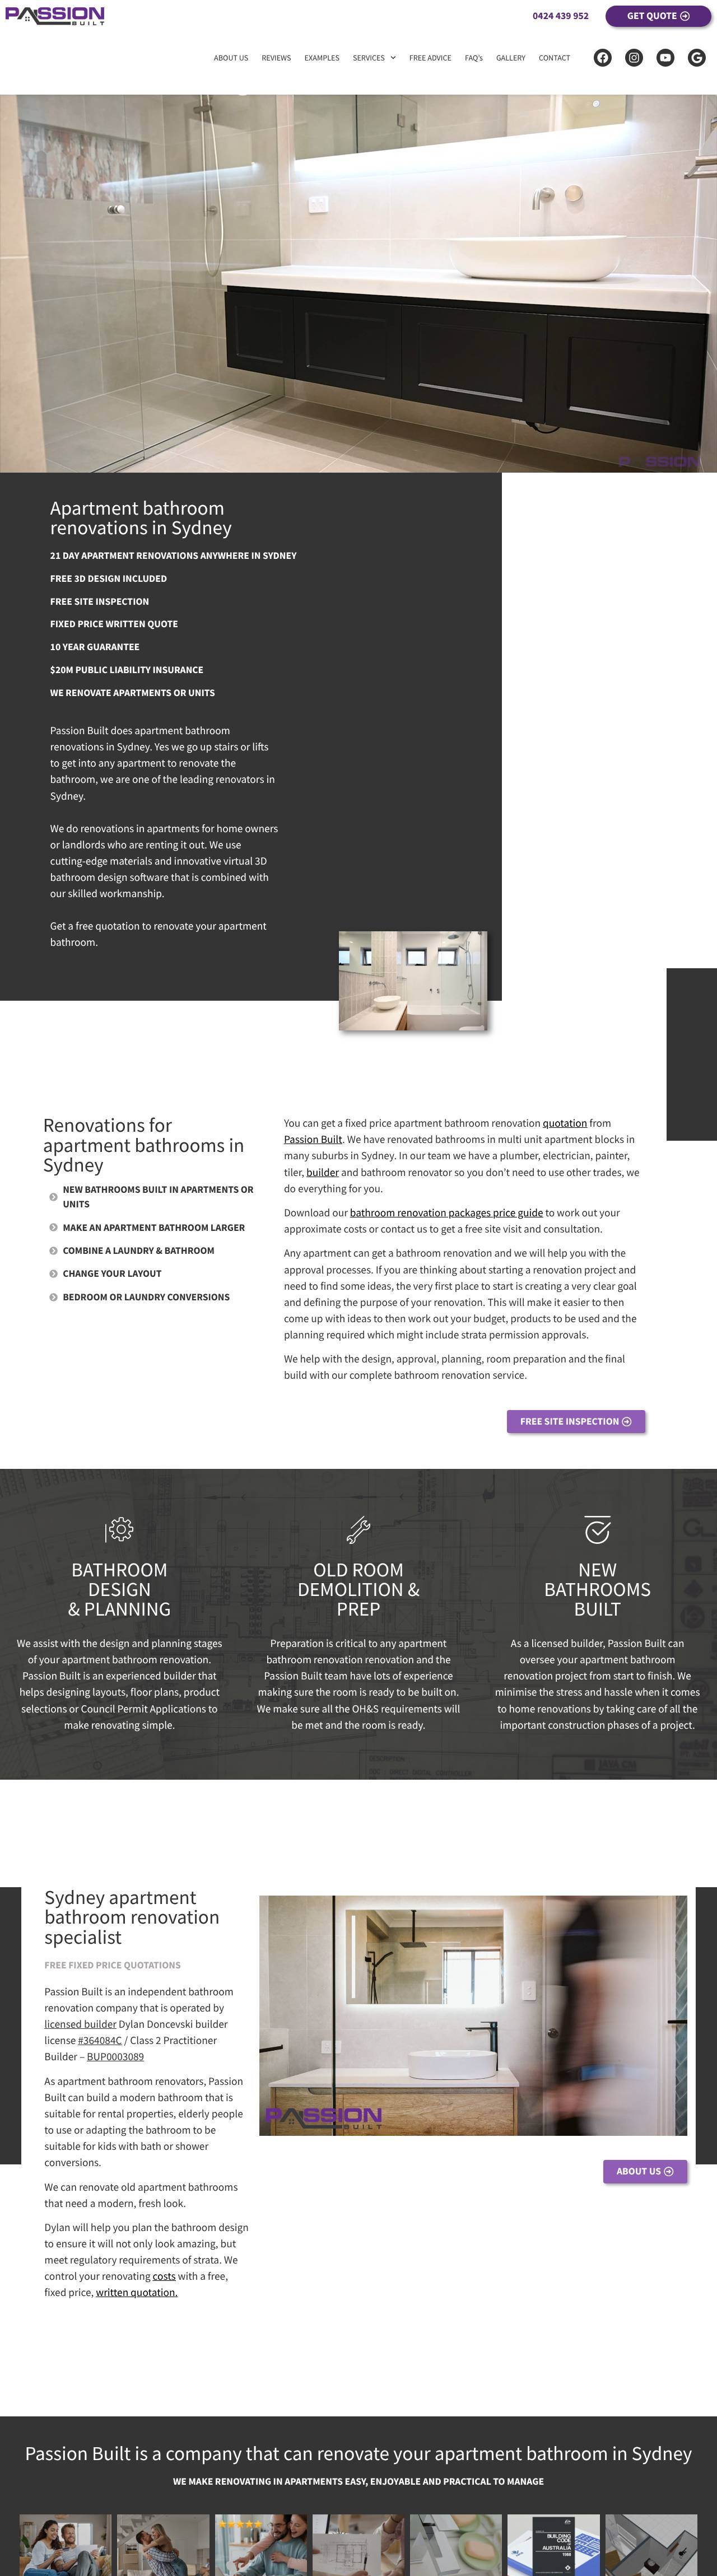 PASSION
BUILT
0424 439 952
GET QUOTE
ABOUT US
REVIEWS
EXAMPLES
SERVICES
FREE ADVICE
FAQ's
GALLERY
CONTACT
Apartment bathroom
renovations in Sydney
21 DAY APARTMENT RENOVATIONS ANYWHERE IN SYDNEY
FREE 3D DESIGN INCLUDED
FREE SITE INSPECTION
FIXED PRICE WRITTEN QUOTE
10 YEAR GUARANTEE
$20M PUBLIC LIABILITY INSURANCE
WE RENOVATE APARTMENTS OR UNITS
Passion Built does apartment bathroom
renovations in Sydney. Yes we go up stairs or lifts
to get into any apartment to renovate the
bathroom, we are one of the leading renovators in
Sydney.
We do renovations in apartments for home owners
or landlords who are renting it out. We use
cutting-edge materials and innovative virtual 3D
bathroom design software that is combined with
our skilled workmanship.
Get a free quotation to renovate your apartment
bathroom.
Renovations for
apartment bathrooms in
Sydney
NEW BATHROOMS BUILT IN APARTMENTS OR
UNITS
MAKE AN APARTMENT BATHROOM LARGER
COMBINE A LAUNDRY & BATHROOM
CHANGE YOUR LAYOUT
BEDROOM OR LAUNDRY CONVERSIONS
You can get a fixed price apartment bathroom renovation quotation from
Passion Built. We have renovated bathrooms in multi unit apartment blocks in
many suburbs in Sydney. In our team we have a plumber, electrician, painter,
tiler, builder and bathroom renovator so you don't need to use other trades, we
do everything for you.
Download our bathroom renovation packages price guide to work out your
approximate costs or contact us to get a free site visit and consultation.
Any apartment can get a bathroom renovation and we will help you with the
approval processes. If you are thinking about starting a renovation project and
need to find some ideas, the very first place to start is creating a very clear goal
and defining the purpose of your renovation. This will make it easier to then
come up with ideas to then work out your budget, products to be used and the
planning required which might include strata permission approvals.
We help with the design, approval, planning, room preparation and the final
build with our complete bathroom renovation service.
FREE SITE INSPECTION
BATHROOM
DESIGN
& PLANNING
We assist with the design and planning stages
of your apartment bathroom renovation.
Passion Built is an experienced builder that
helps designing layouts, floor plans, product
selections or Council Permit Applications to
make renovating simple.
OLD ROOM
DEMOLITION &
PREP
Preparation is critical to any apartment
bathroom renovation renovation and the
Passion Built team have lots of experience
making sure the room is ready to be built on.
We make sure all the OH&S requirements will
be met and the room is ready.
NEW
BATHROOMS
BUILT
As a licensed builder, Passion Built can
oversee your apartment bathroom
renovation project from start to finish. We
minimise the stress and hassle when it comes
to home renovations by taking care of all the
important construction phases of a project.
Sydney apartment
bathroom renovation
specialist
FREE FIXED PRICE QUOTATIONS
Passion Built is an independent bathroom
renovation company that is operated by
licensed builder Dylan Doncevski builder
license #364084C / Class 2 Practitioner
Builder – BUP0003089
As apartment bathroom renovators, Passion
Built can build a modern bathroom that is
suitable for rental properties, elderly people
to use or adapting the bathroom to be
suitable for kids with bath or shower
conversions.
We can renovate old apartment bathrooms
that need a modern, fresh look.
Dylan will help you plan the bathroom design
to ensure it will not only look amazing, but
meet regulatory requirements of strata. We
control your renovating costs with a free,
fixed price, written quotation.
PASSION
BUILT
ABOUT US
Passion Built is a company that can renovate your apartment bathroom in Sydney
WE MAKE RENOVATING IN APARTMENTS EASY, ENJOYABLE AND PRACTICAL TO MANAGE
BUILDING
CODE
AUSTRALIA